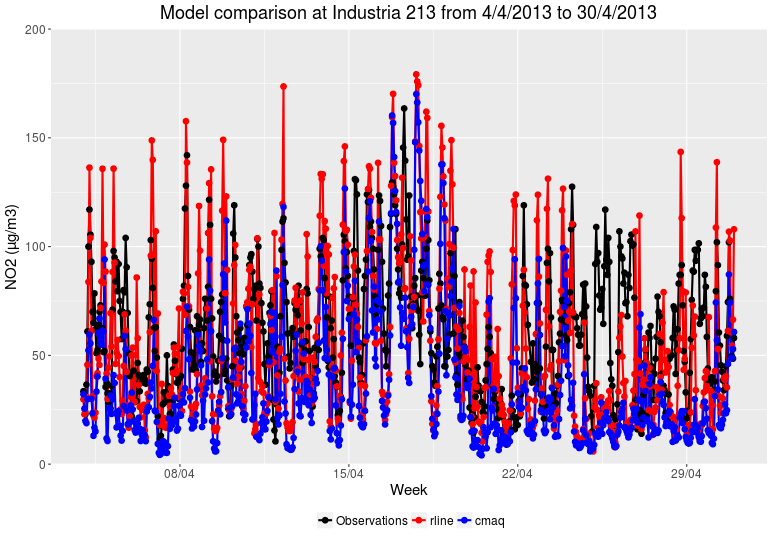 Model comparison at Industria 213 from 4/4/2013 to 30/4/2013
NO2 (µg/m3)
200
150
100
50
0
08/04
15/04
22/04
29/04
Week
Observations
rline
cmaq